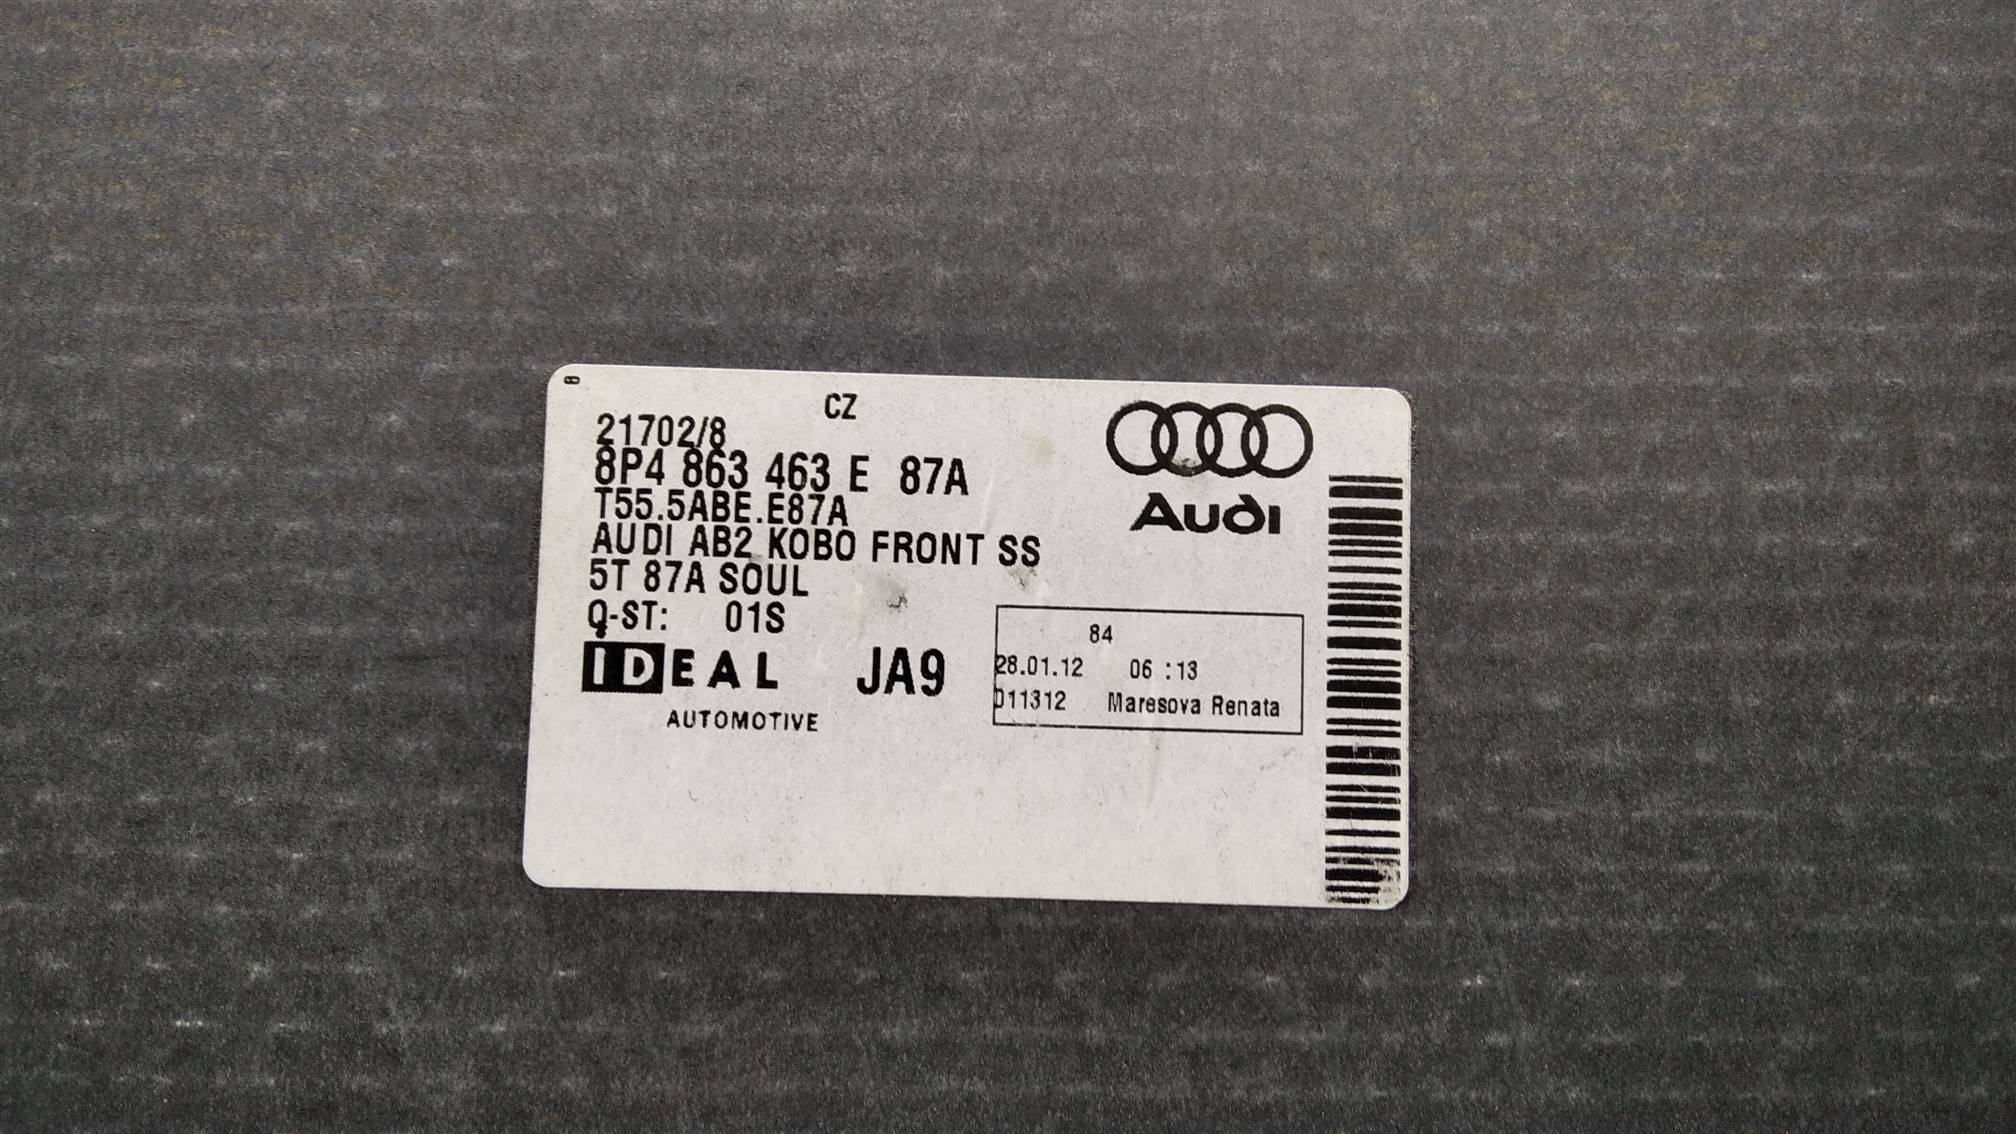 CZ
21702/8
8P4 863 463 E 87A
T55.5ABE.E87A
AUDI AB2 KOBO FRONT SS
5T 87A SOUL
Q-ST: 01S
IDEAL
AUTOMOTIVE
JA9
Audi
84
28.01.12 06:13
011312 Maresova Renata